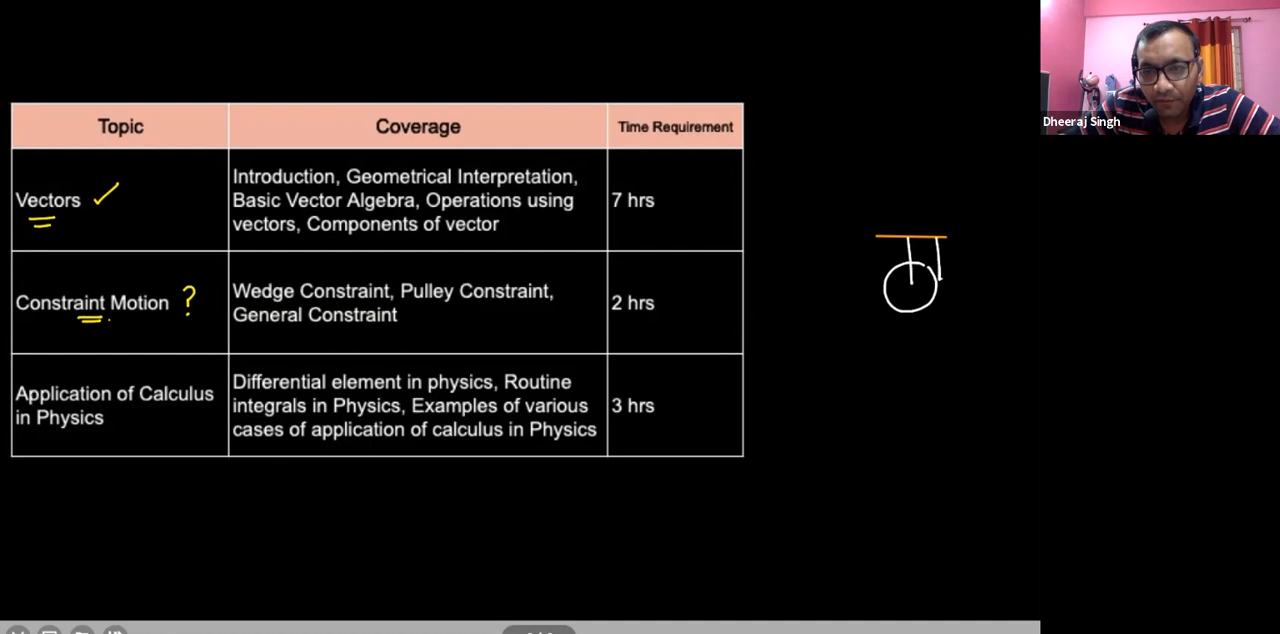 Topic
Coverage
Time Requirement
Vectors
Introduction, Geometrical Interpretation,
Basic Vector Algebra, Operations using
vectors, Components of vector
7 hrs
Constraint Motion ?
Wedge Constraint, Pulley Constraint,
General Constraint
2 hrs
Application of Calculus
in Physics
Differential element in physics, Routine
integrals in Physics, Examples of various
cases of application of calculus in Physics
3 hrs
Dheeraj Singh